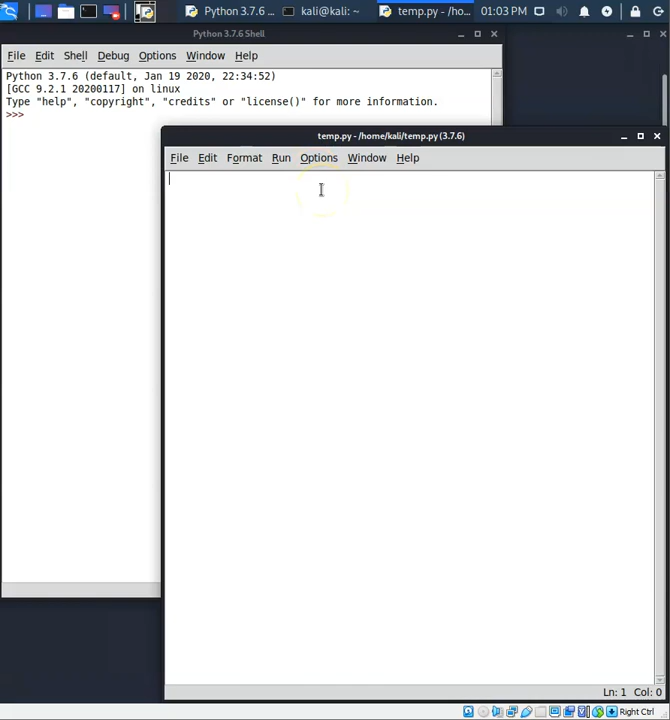 Python 3.7.6 ... kali@kali: ~ temp.py - /ho... 01:03 PM
Python 3.7.6 Shell
File Edit Shell Debug Options Window Help
Python 3.7.6 (default, Jan 19 2020, 22:34:52)
[GCC 9.2.1 20200117] on linux
Type "help", "copyright", "credits" or "license()" for more information.
>>>
temp.py - /home/kali/temp.py (3.7.6)
File Edit Format Run Options Window Help
Ln: 1 Col: 0
Right Ctrl